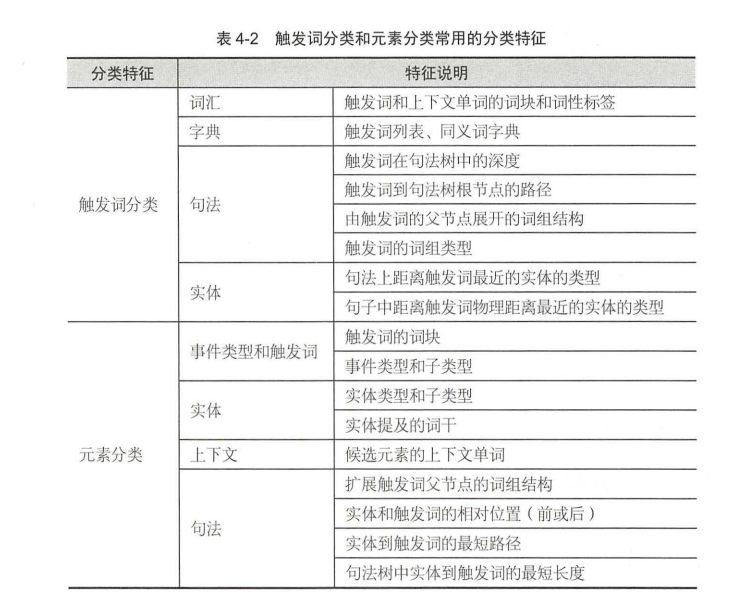 表 4-2 触发词分类和元素分类常用的分类特征
分类特征 特征说明
触发词分类
词汇 触发词和上下文单词的词块和词性标签
字典 触发词列表、同义词字典
句法
触发词在句法树中的深度
触发词到句法树根节点的路径
由触发词的父节点展开的词组结构
触发词的词组类型
实体
句法上距离触发词最近的实体的类型
句子中距离触发词物理距离最近的实体的类型
元素分类
事件类型和触发词
触发词的词块
事件类型和子类型
实体
实体类型和子类型
实体提及的词干
上下文 候选元素的上下文单词
句法
扩展触发词父节点的词组结构
实体和触发词的相对位置（前或后）
实体到触发词的最短路径
句法树中实体到触发词的最短长度